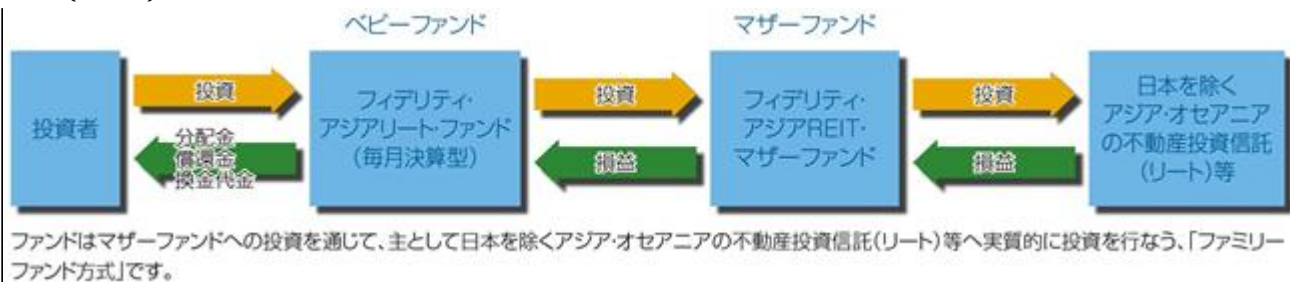 ベビーファンド
マザーファンド
投資者
投資
分配金
償還金
換金代金
フィデリティ・
アジアリート・ファンド
（毎月決算型）
投資
損益
フィデリティ・
アジアREIT・
マザーファンド
投資
損益
日本を除く
アジア・オセアニア
の不動産投資信託
（リート）等
ファンドはマザーファンドへの投資を通じて、主として日本を除くアジア・オセアニアの不動産投資信託（リート）等へ実質的に投資を行なう、「ファミリー
ファンド方式」です。